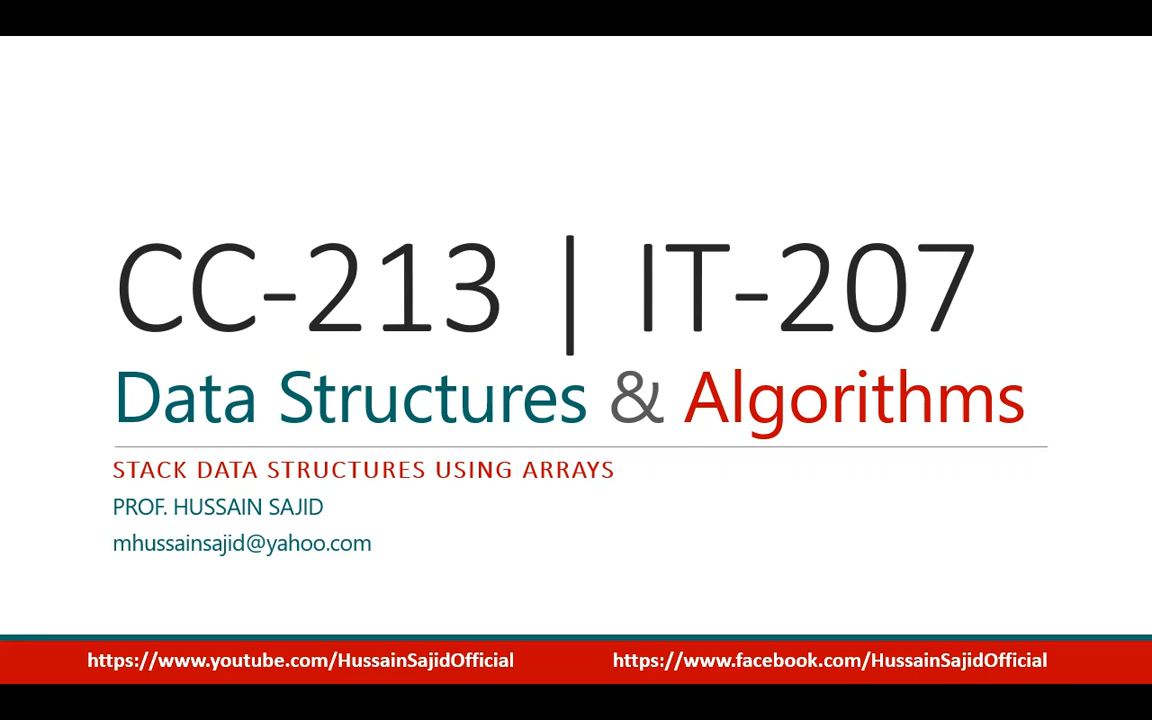 CC-213 | IT-207
Data Structures & Algorithms
STACK DATA STRUCTURES USING ARRAYS
PROF. HUSSAIN SAJID
mhussainsajid@yahoo.com
https://www.youtube.com/HussainSajidOfficial
https://www.facebook.com/HussainSajidOfficial